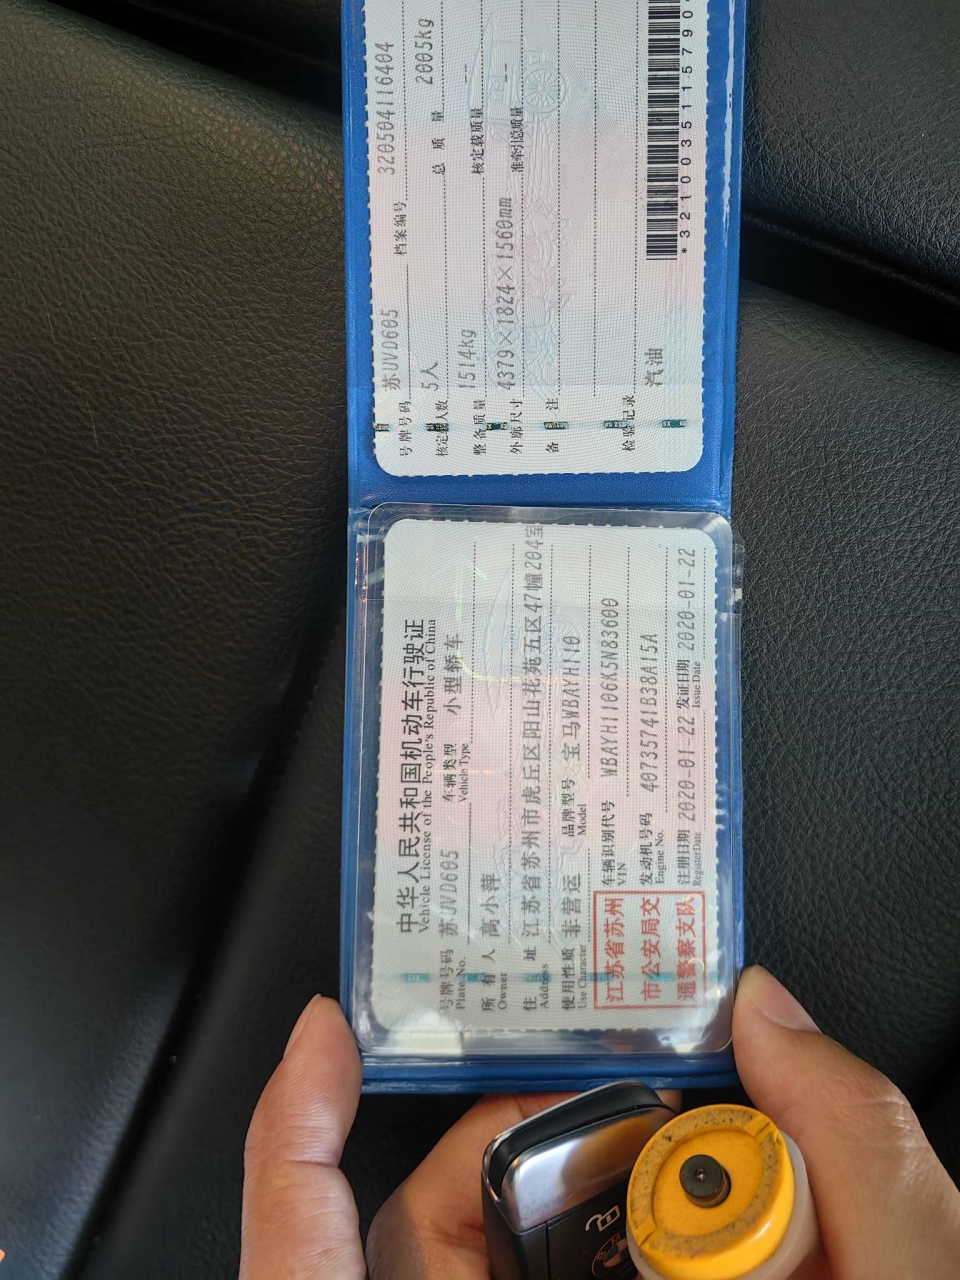 中华人民共和国机动车行驶证
Vehicle License of the People's Republic of China
号牌号码 苏UVD605 车辆类型 小型轿车
Plate No. Vehicle Type
所有人 高小萍
Owner
住址 江苏省苏州市虎丘区阳山花苑五区47幢204室
Address
使用性质 非营运 品牌型号 宝马WBAYH110
Use Character Model
江苏省苏州市公安局交通警察支队
车辆识别代号 WBAYH1106K5N83600
VIN
发动机号码 40735741B38A15A
Engine No.
注册日期 2020-01-22 发证日期 2020-01-22
Register Date Issue Date
号牌号码 苏UVD605 档案编号 320504116404
核定载人数 5人 总质量 2005kg
整备质量 1514kg 核定载质量 --
外廓尺寸 4379×1824×1560mm 准牵引总质量 --
备注
检验记录
汽油
*3210035115790